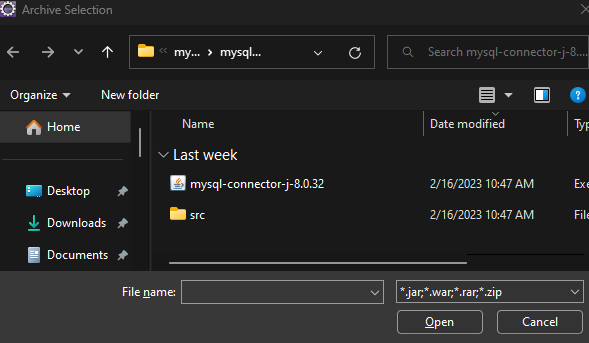 Archive Selection
my... mysql...
Search mysql-connector-j-8.0....
Organize New folder
Home
Name Date modified Ty
Last week
Desktop
mysql-connector-j-8.0.32 2/16/2023 10:47 AM Exe
Downloads
src 2/16/2023 10:47 AM File
Documents
File name: *.jar;*.war;*.rar;*.zip
Open Cancel